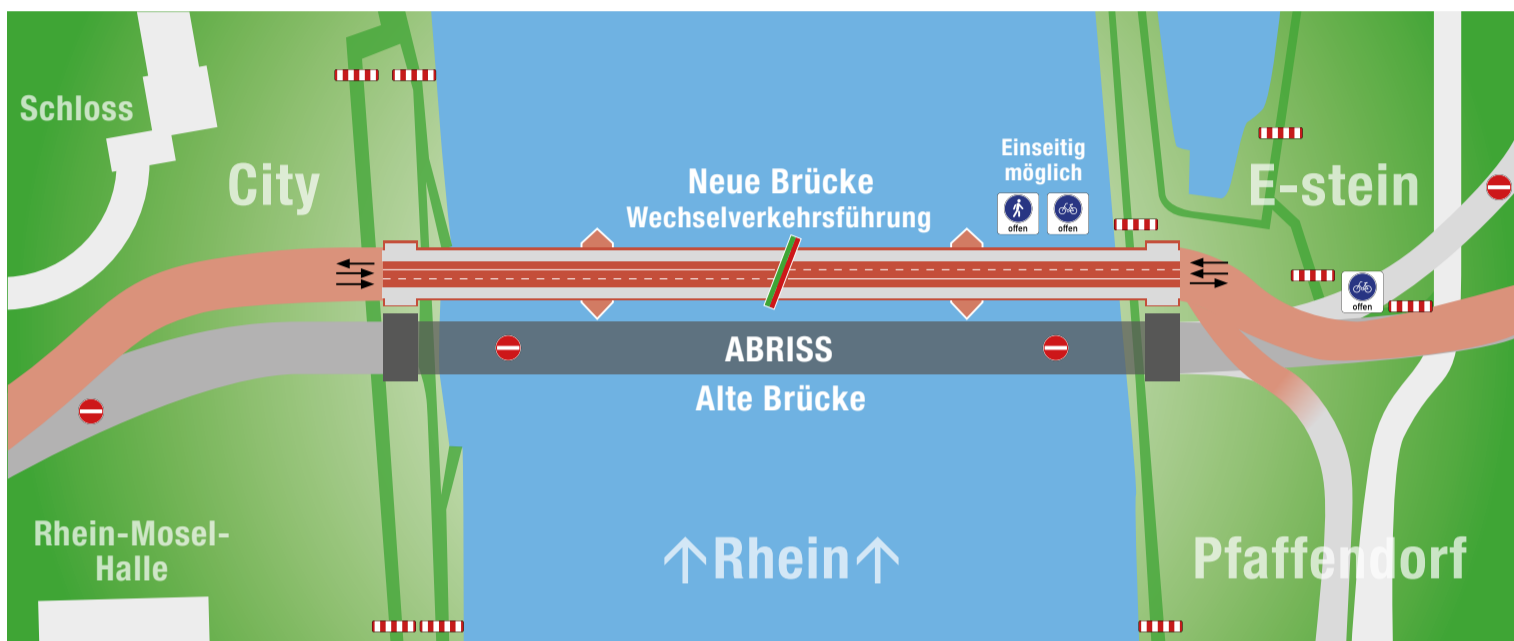 Schloss
City
Neue Brücke
Wechselverkehrsführung
Einseitig
möglich
offen
offen
E-stein
offen
ABRISS
Alte Brücke
Rhein-Mosel-
Halle
↑Rhein↑
Pfaffendorf